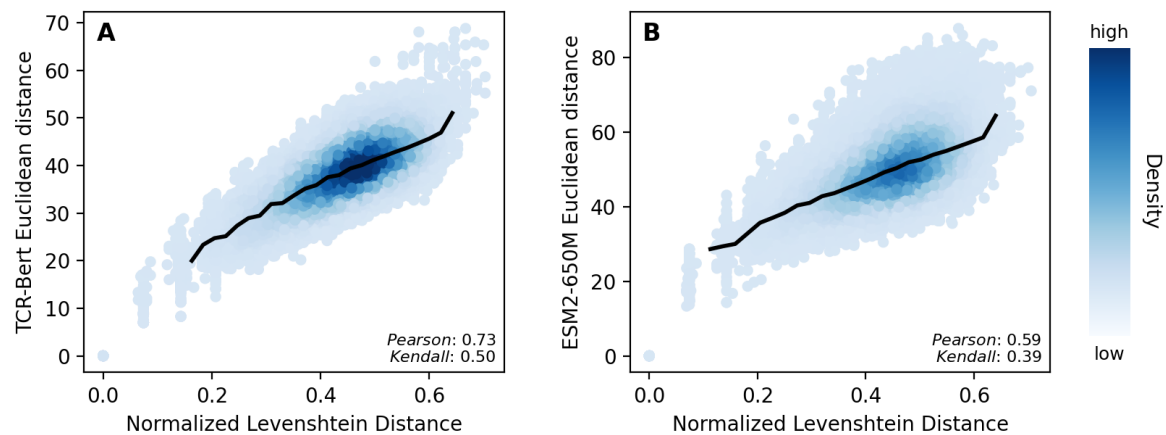 A
TCR-Bert Euclidean distance
70
60
50
40
30
20
10
0
Pearson: 0.73
Kendall: 0.50
0.0 0.2 0.4 0.6
Normalized Levenshtein Distance
B
ESM2-650M Euclidean distance
80
60
40
20
0
Pearson: 0.59
Kendall: 0.39
0.0 0.2 0.4 0.6
Normalized Levenshtein Distance
high
Density
low